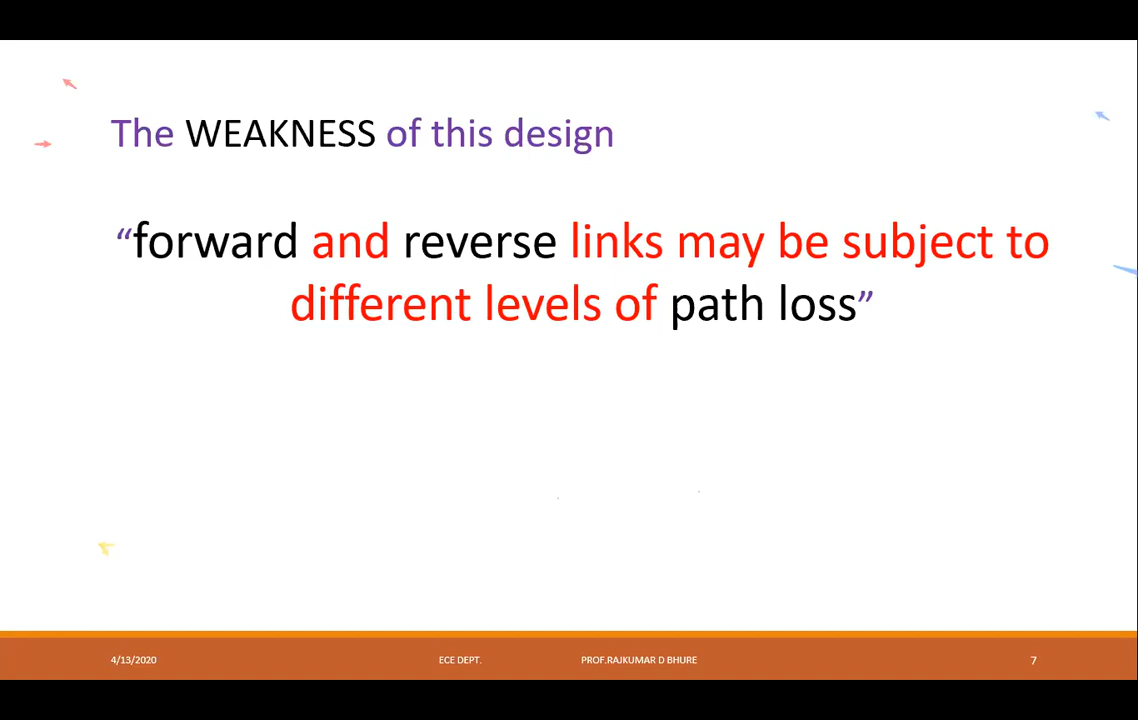 The WEAKNESS of this design
“forward and reverse links may be subject to
different levels of path loss”
4/13/2020 ECE DEPT. PROF.RAJKUMAR D BHURE 7